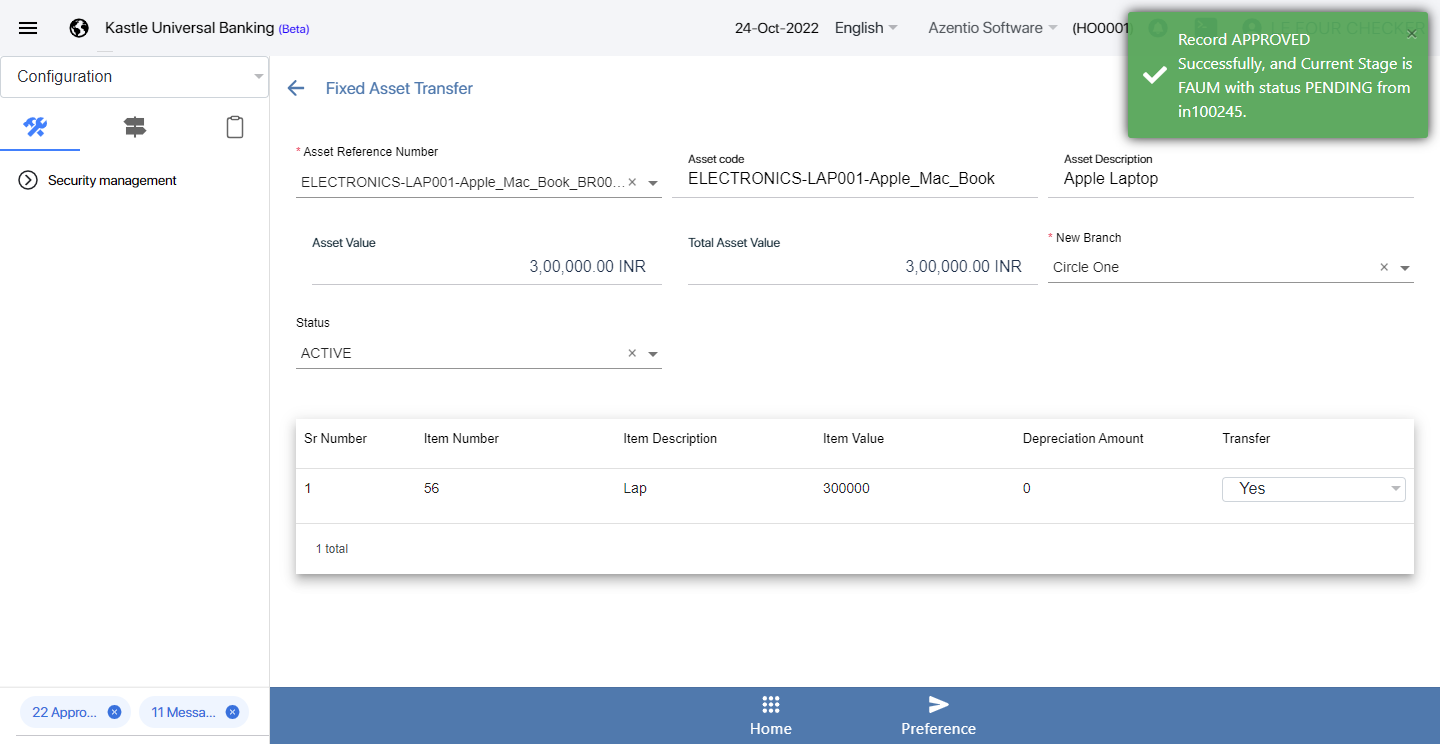 Kastle Universal Banking (Beta)
24-Oct-2022
English
Azentio Software
(HO0001
LE FOUR CHECKER
Record APPROVED
Successfully, and Current Stage is
FAUM with status PENDING from
in100245.
×
Configuration
Fixed Asset Transfer
Security management
* Asset Reference Number
ELECTRONICS-LAP001-Apple_Mac_Book_BR00... ×
Asset code
ELECTRONICS-LAP001-Apple_Mac_Book
Asset Description
Apple Laptop
Asset Value
3,00,000.00 INR
Total Asset Value
3,00,000.00 INR
* New Branch
Circle One ×
Status
ACTIVE ×
Sr Number Item Number Item Description Item Value Depreciation Amount Transfer
1 56 Lap 300000 0 Yes
1 total
22 Appro...
11 Messa...
Home
Preference